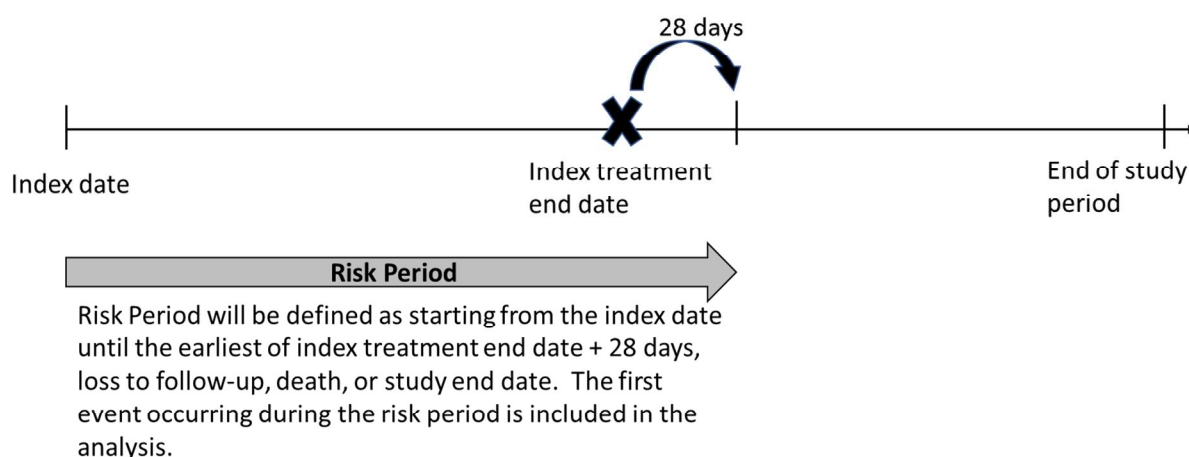 28 days
Index date
Index treatment
end date
End of study
period
Risk Period
Risk Period will be defined as starting from the index date
until the earliest of index treatment end date + 28 days,
loss to follow-up, death, or study end date.  The first
event occurring during the risk period is included in the
analysis.